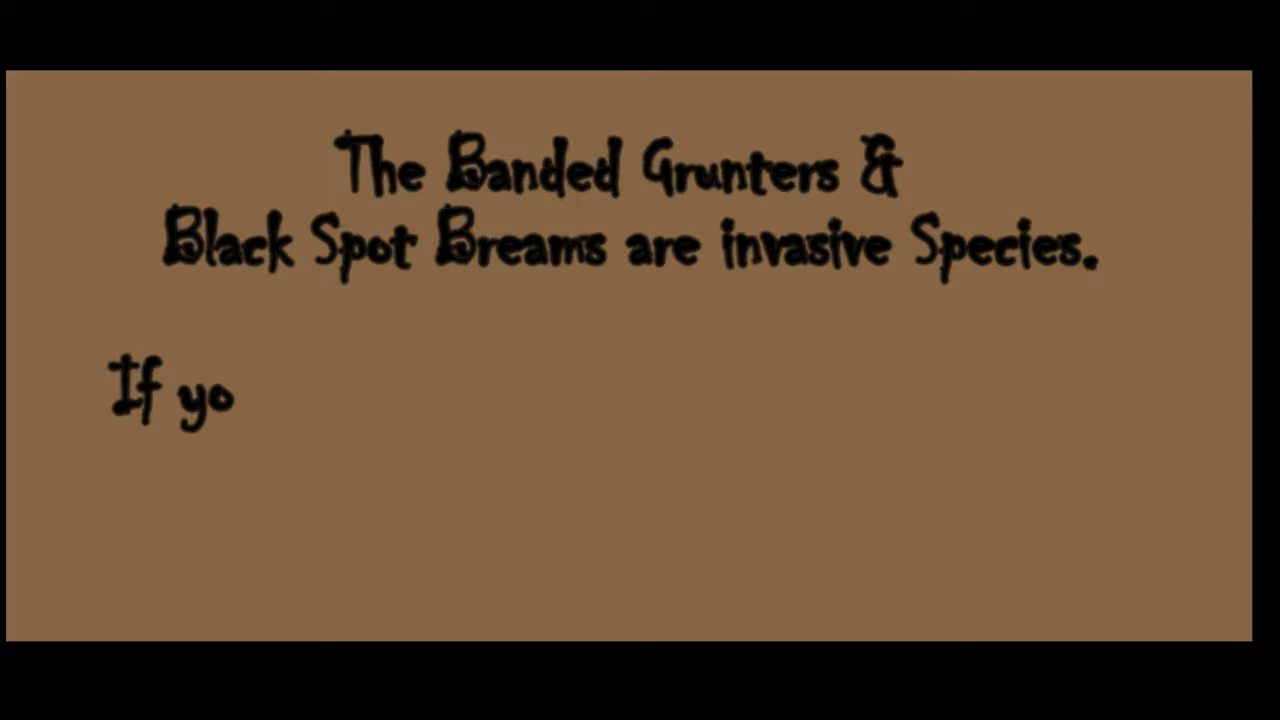 The Banded Grunters &
Black Spot Breams are invasive Species.
If yo